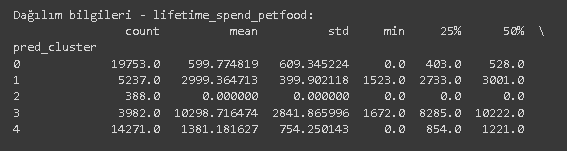 Dağılım bilgileri - lifetime_spend_petfood:
count mean std min 25% 50% \
pred_cluster
0 19753.0 599.774819 609.345224 0.0 403.0 528.0
1 5237.0 2999.364713 399.902118 1523.0 2733.0 3001.0
2 388.0 0.000000 0.000000 0.0 0.0 0.0
3 3982.0 10298.716474 2841.865996 1672.0 8285.0 10222.0
4 14271.0 1381.181627 754.250143 0.0 854.0 1221.0